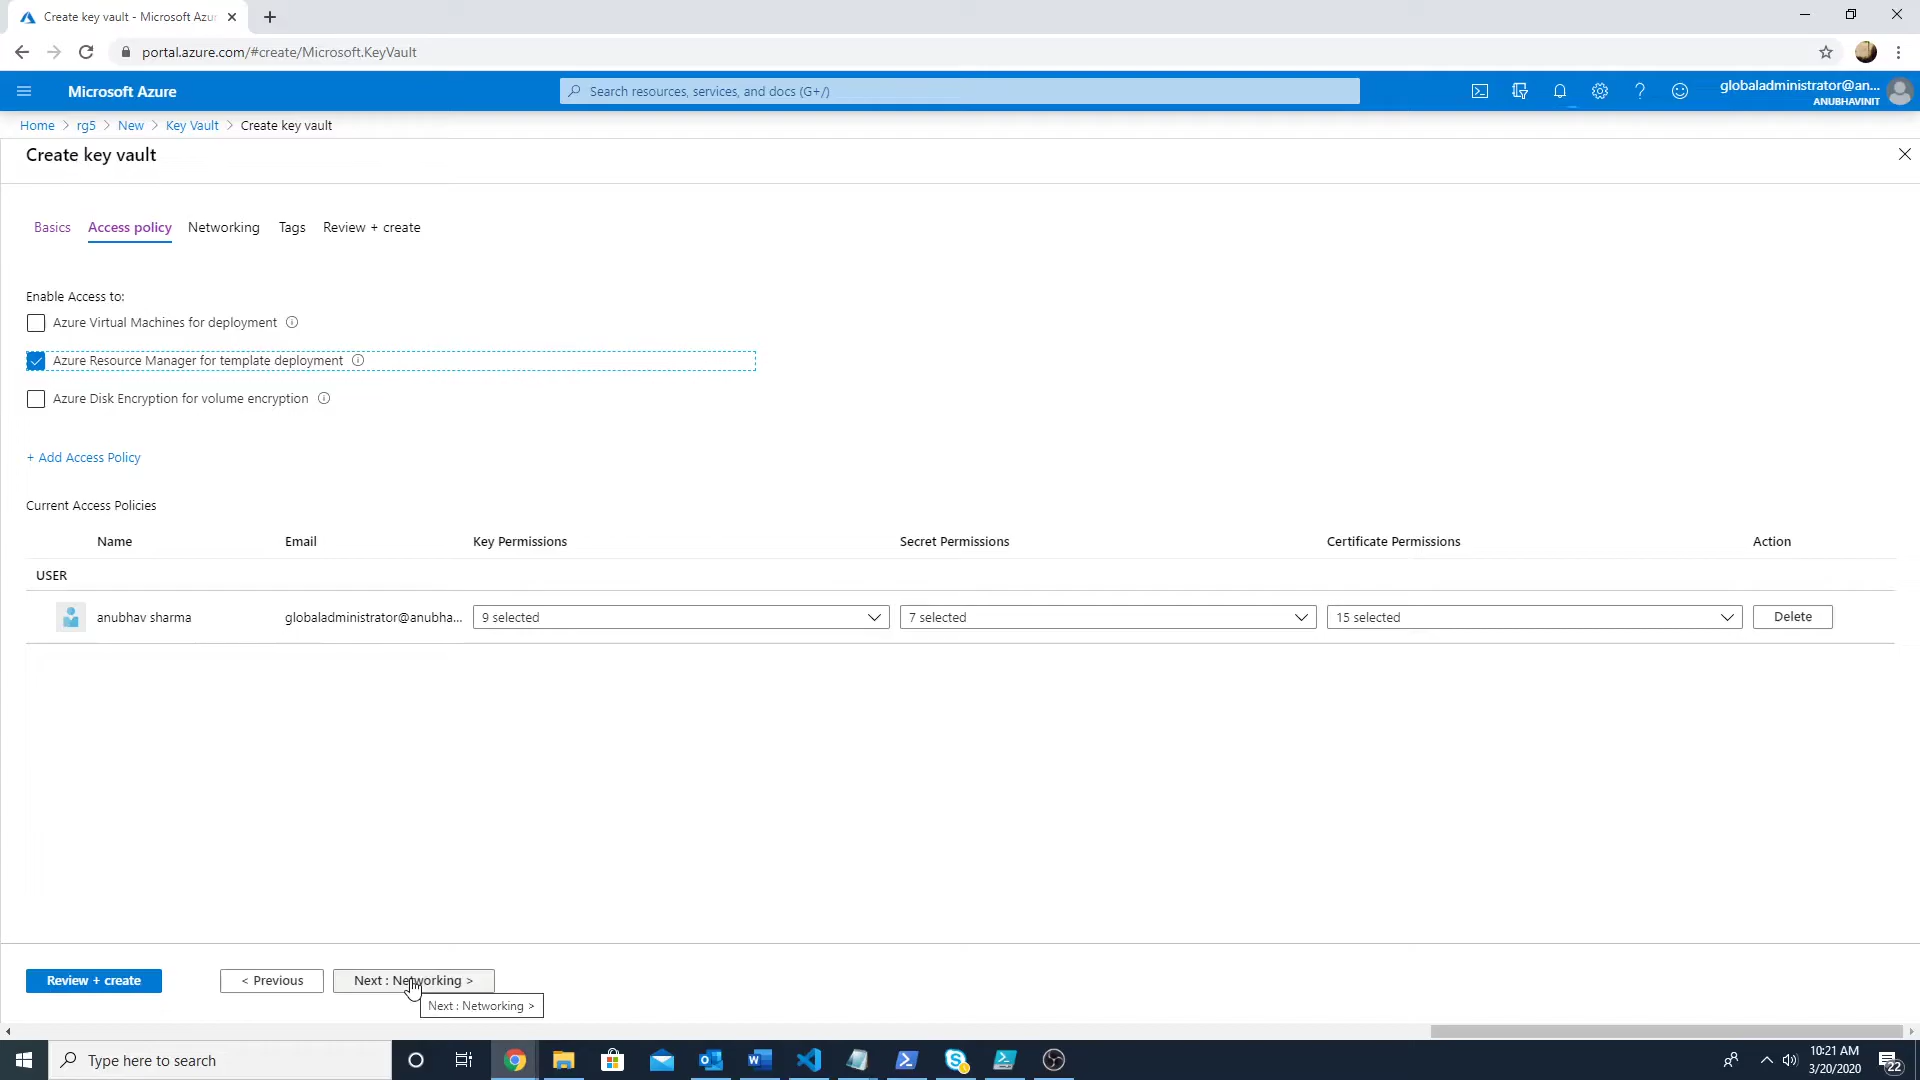 Create key vault - Microsoft Azur
portal.azure.com/#create/Microsoft.KeyVault
Microsoft Azure
Search resources, services, and docs (G+/)
globaladministrator@an...
ANUBHAVINIT
Home > rg5 > New > Key Vault > Create key vault
Create key vault
Basics Access policy Networking Tags Review + create
Enable Access to:
Azure Virtual Machines for deployment
Azure Resource Manager for template deployment
Azure Disk Encryption for volume encryption
+ Add Access Policy
Current Access Policies
Name Email Key Permissions Secret Permissions Certificate Permissions Action
USER
anubhav sharma globaladministrator@anubha... 9 selected 7 selected 15 selected Delete
Review + create < Previous Next : Networking >
Next : Networking >
Type here to search
10:21 AM
3/20/2020
22